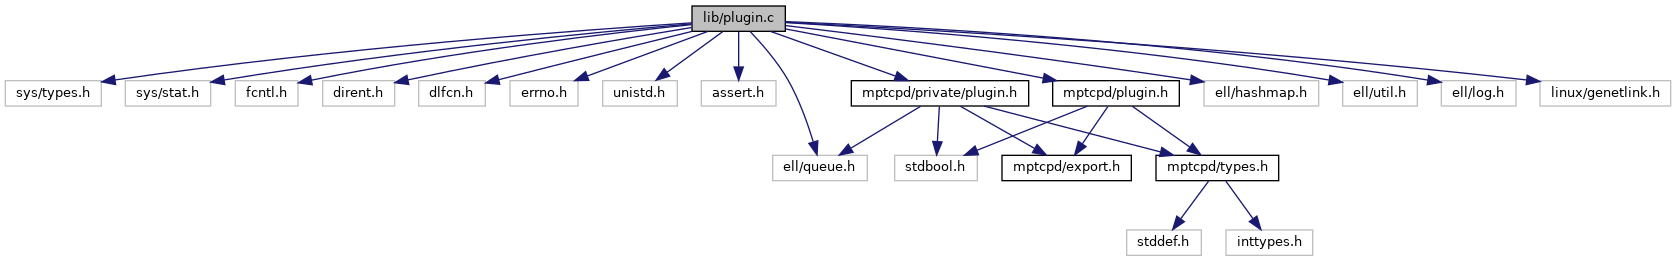 lib/plugin.c
sys/types.h
sys/stat.h
fcntl.h
dirent.h
dlfcn.h
errno.h
unistd.h
assert.h
mptcpd/private/plugin.h
mptcpd/plugin.h
ell/hashmap.h
ell/util.h
ell/log.h
linux/genetlink.h
ell/queue.h
stdbool.h
mptcpd/export.h
mptcpd/types.h
stddef.h
inttypes.h